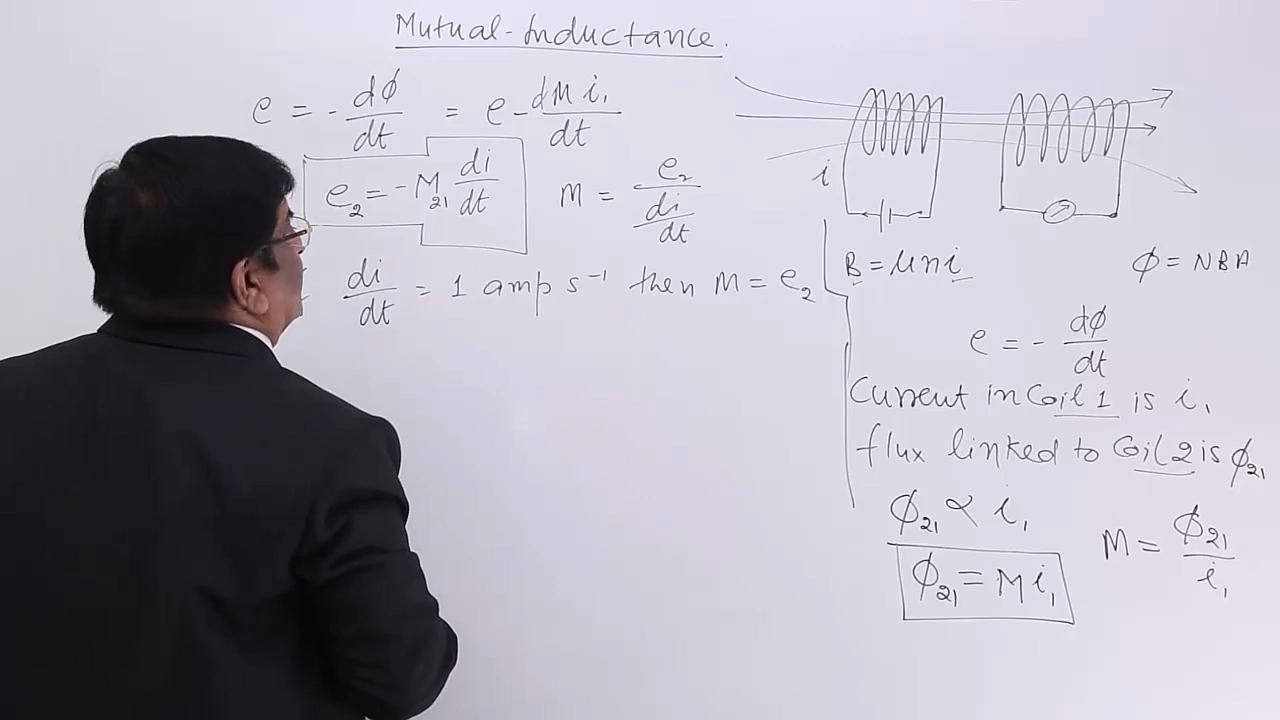 Mutual-Inductance.
e = - dϕ/dt = e - dM i₁/dt
e₂ = - M₂₁ di/dt
M = e₂ / (di/dt)
di/dt = 1 amp s⁻¹ then M = e₂
i
B = μni
ϕ = NBA
e = - dϕ/dt
Current in Coil 1 is i₁
flux linked to Coil 2 is ϕ₂₁
ϕ₂₁ ∝ i₁
ϕ₂₁ = Mi₁
M = ϕ₂₁/i₁